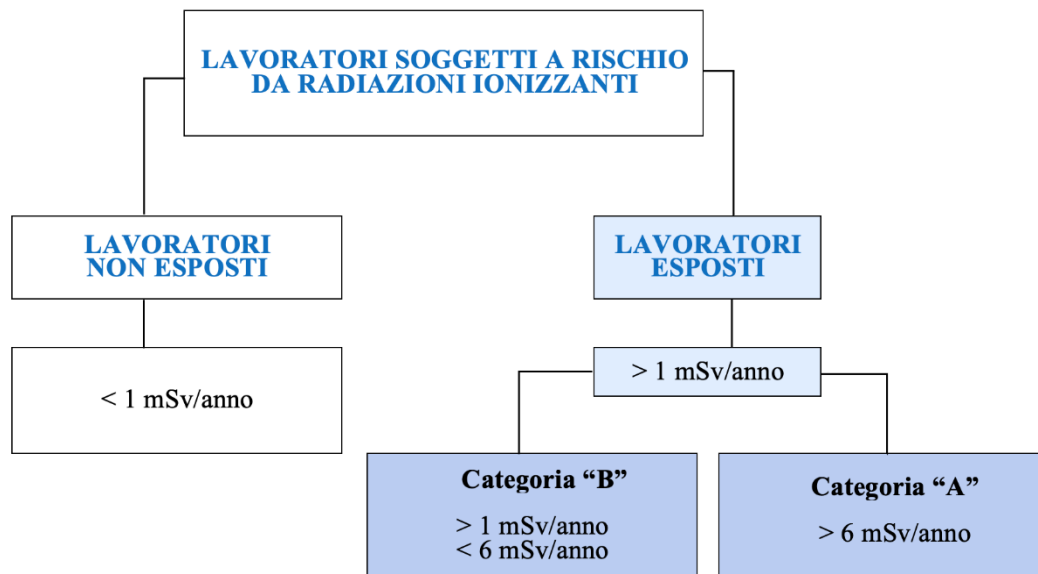 LAVORATORI SOGGETTI A RISCHIO
DA RADIAZIONI IONIZZANTI
LAVORATORI
NON ESPOSTI
< 1 mSv/anno
LAVORATORI
ESPOSTI
> 1 mSv/anno
Categoria “B”
> 1 mSv/anno
< 6 mSv/anno
Categoria “A”
> 6 mSv/anno